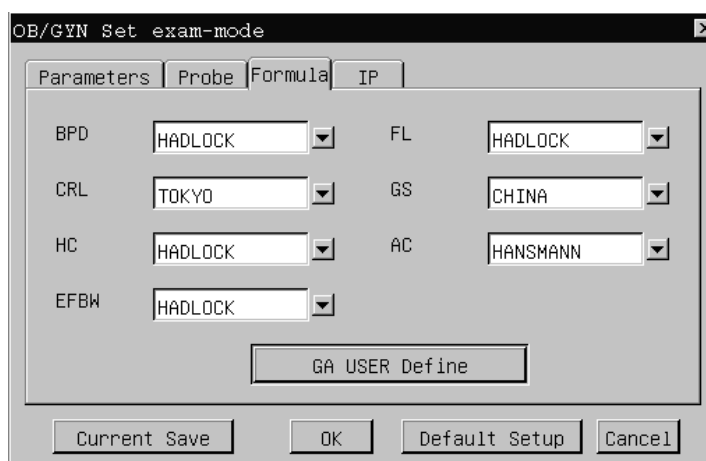 OB/GYN Set exam-mode
Parameters Probe Formula IP
BPD HADLOCK FL HADLOCK
CRL TOKYO GS CHINA
HC HADLOCK AC HANSMANN
EFBW HADLOCK
GA USER Define
Current Save OK Default Setup Cancel